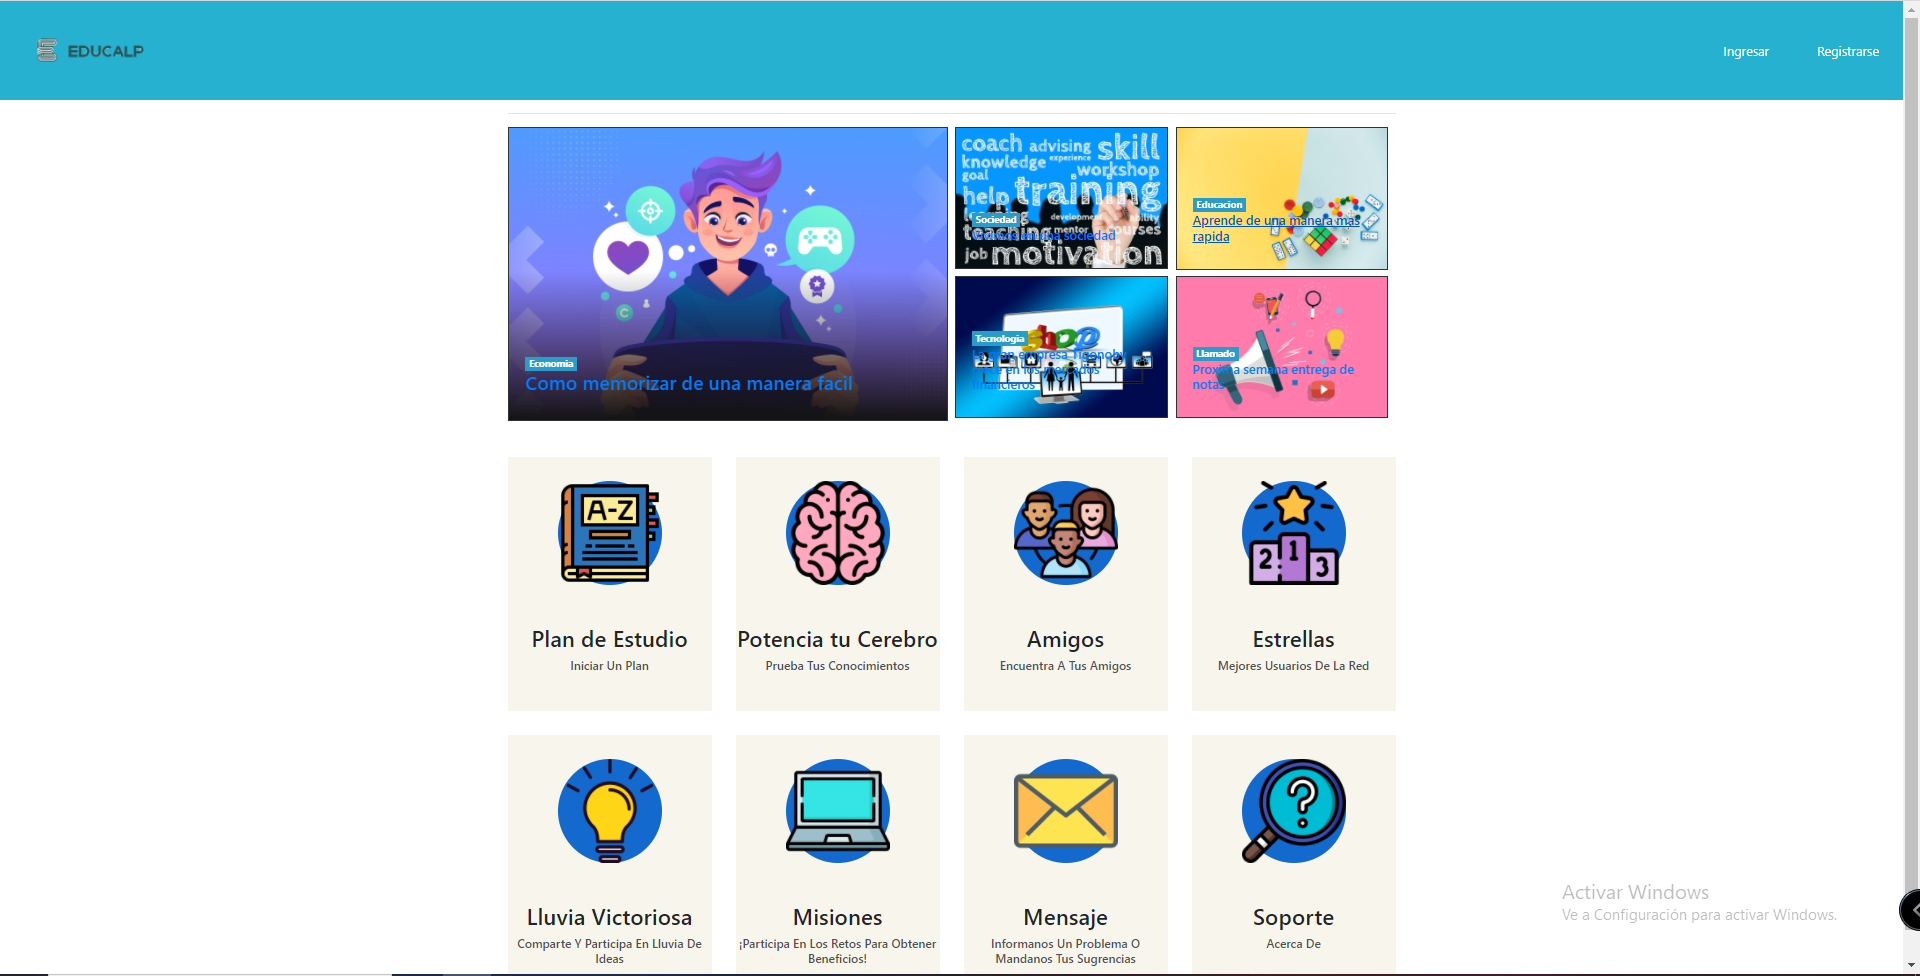 EDUCALP
Ingresar
Registrarse
Economia
Como memorizar de una manera facil
coach advising skill
knowledge experience
goal workshop
help training
development ability
Sociedad
sociedad
teaching mentor courses
job motivation
Educacion
Aprende de una manera mas
rapida
Tecnologia
shop
empresa
en los mercados
financieros
Llamado
Proxima semana entrega de
notas
A-Z
Plan de Estudio
Iniciar Un Plan
Potencia tu Cerebro
Prueba Tus Conocimientos
Amigos
Encuentra A Tus Amigos
2 1 3
Estrellas
Mejores Usuarios De La Red
Lluvia Victoriosa
Comparte Y Participa En Lluvia De
Ideas
Misiones
¡Participa En Los Retos Para Obtener
Beneficios!
Mensaje
Informanos Un Problema O
Mandanos Tus Sugrencias
?
Soporte
Acerca De
Activar Windows
Ve a Configuración para activar Windows.